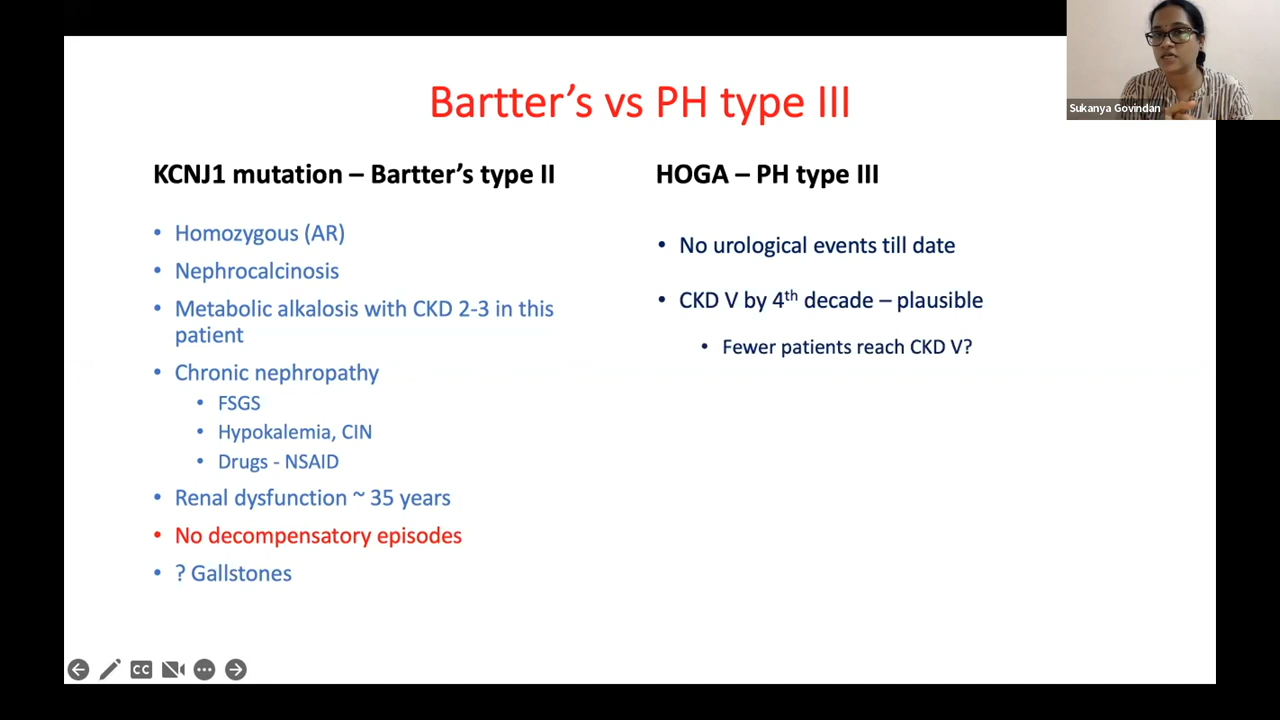 Sukanya Govindan
Bartter's vs PH type III
KCNJ1 mutation – Bartter's type II
• Homozygous (AR)
• Nephrocalcinosis
• Metabolic alkalosis with CKD 2-3 in this
patient
• Chronic nephropathy
• FSGS
• Hypokalemia, CIN
• Drugs - NSAID
• Renal dysfunction ~ 35 years
• No decompensatory episodes
• ? Gallstones
HOGA – PH type III
• No urological events till date
• CKD V by 4th decade – plausible
• Fewer patients reach CKD V?
CC